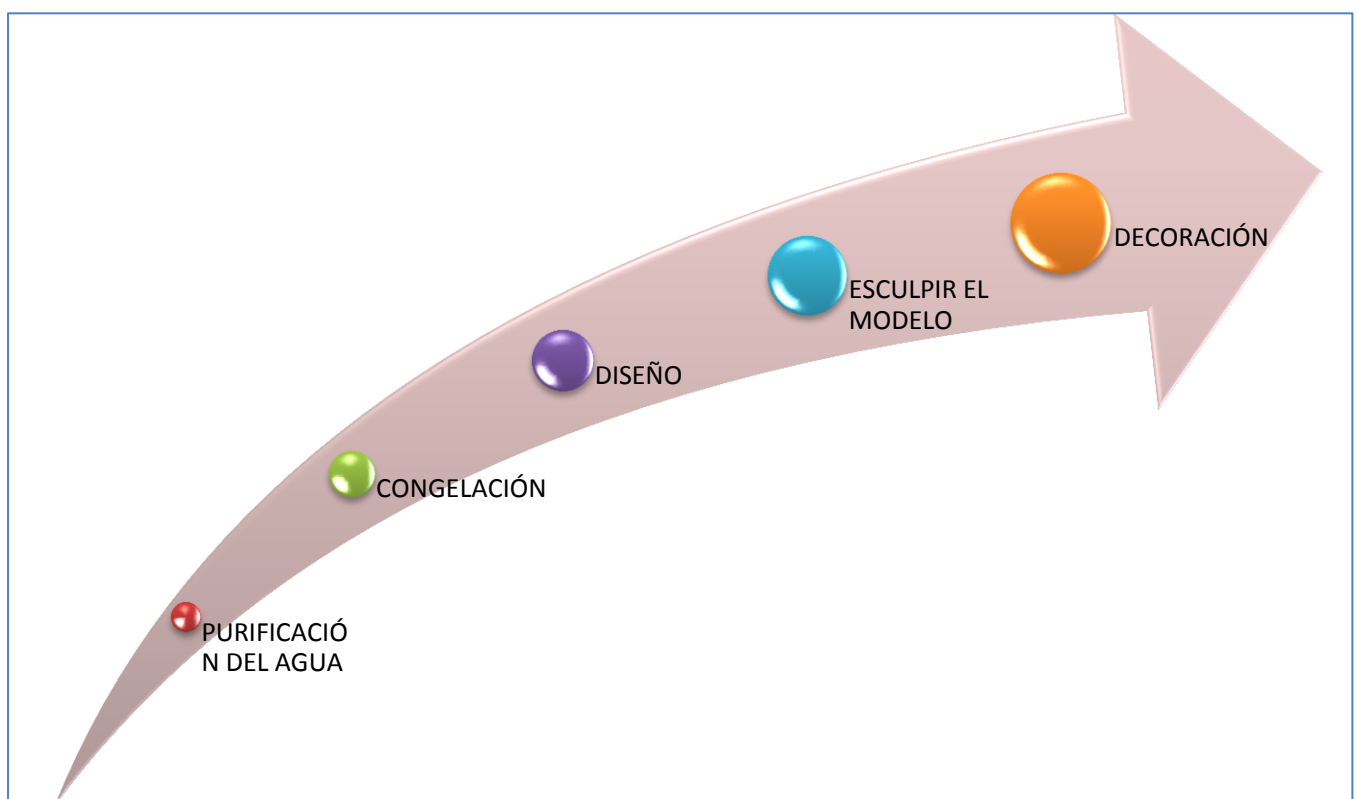 PURIFICACIÓ
N DEL AGUA
CONGELACIÓN
DISEÑO
ESCULPIR EL
MODELO
DECORACIÓN